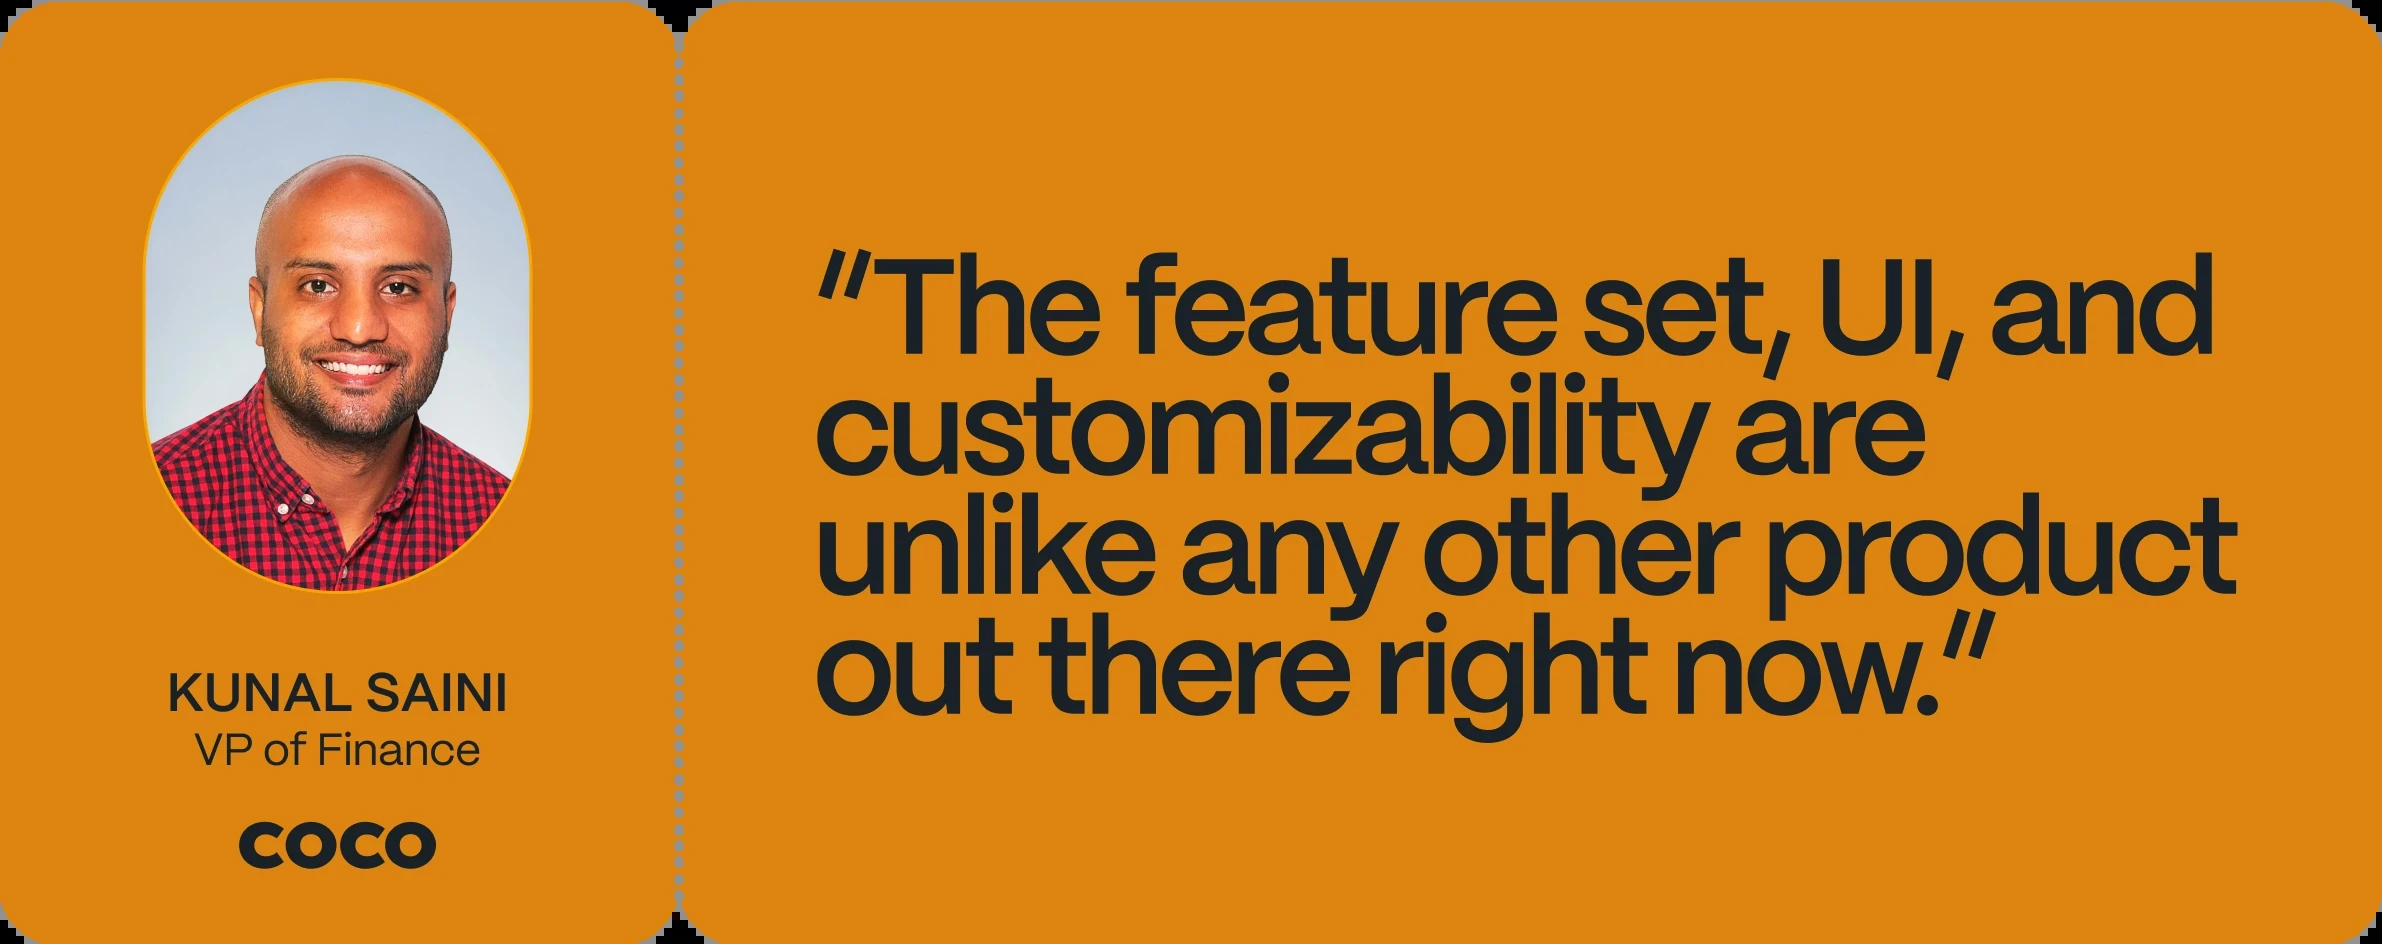 KUNAL SAINI
VP of Finance
coco
"The feature set, UI, and
customizability are
unlike any other product
out there right now."